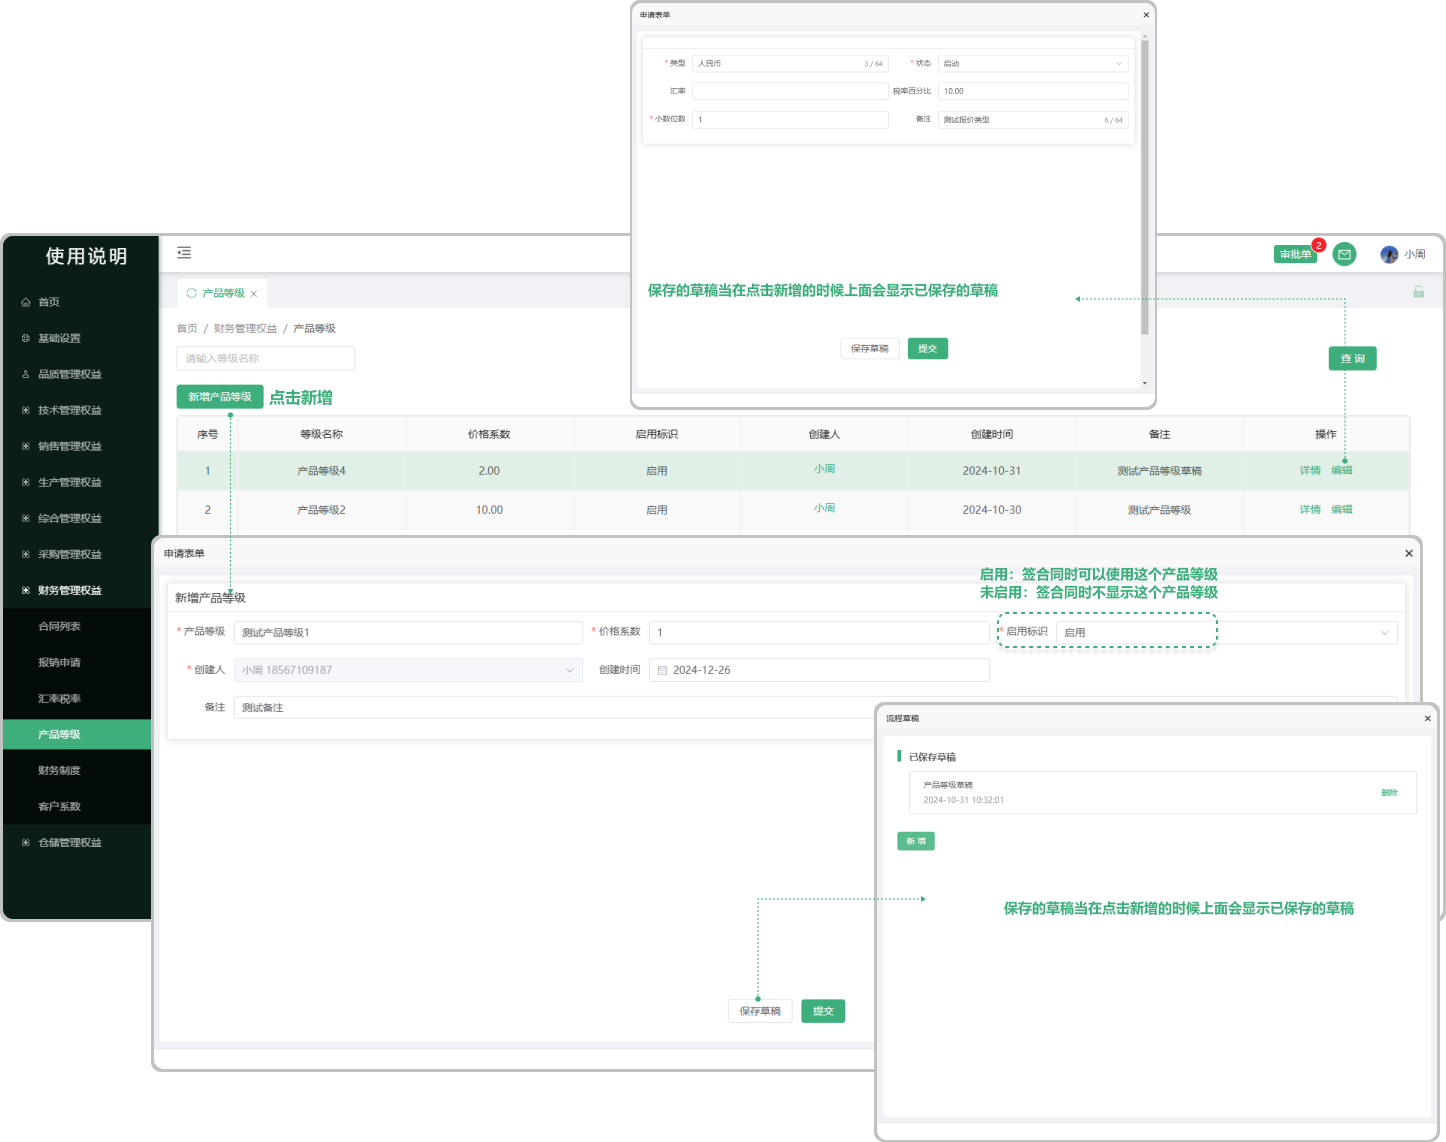 申请表单
* 类型 人民币 3 / 64 * 状态 启动
汇率 税率百分比 10.00
* 小数位数 1 备注 测试报价类型 6 / 64
保存的草稿当在点击新增的时候上面会显示已保存的草稿
保存草稿 提交
使用说明
审批单 2 小周
首页
基础设置
品质管理权益
技术管理权益
销售管理权益
生产管理权益
综合管理权益
采购管理权益
财务管理权益
合同列表
报销申请
汇率税率
产品等级
财务制度
客户系数
仓储管理权益
产品等级
首页 / 财务管理权益 / 产品等级
请输入等级名称
查 询
新增产品等级 点击新增
序号 等级名称 价格系数 启用标识 创建人 创建时间 备注 操作
1 产品等级4 2.00 启用 小周 2024-10-31 测试产品等级草稿 详情 编辑
2 产品等级2 10.00 启用 小周 2024-10-30 测试产品等级 详情 编辑
申请表单
启用：签合同时可以使用这个产品等级
未启用：签合同时不显示这个产品等级
新增产品等级
* 产品等级 测试产品等级1 * 价格系数 1 * 启用标识 启用
* 创建人 小周 18567109187 创建时间 2024-12-26
备注 测试备注
保存草稿 提交
流程草稿
已保存草稿
产品等级草稿
2024-10-31 10:32:01
删除
新 增
保存的草稿当在点击新增的时候上面会显示已保存的草稿